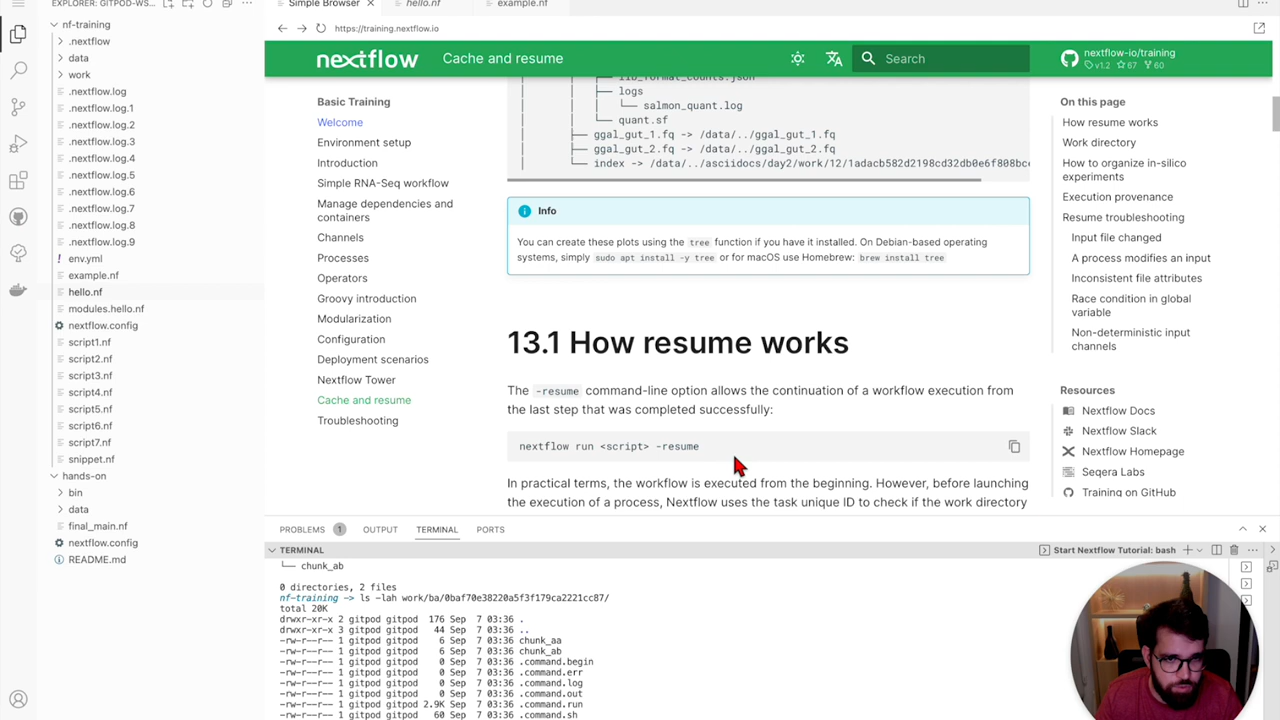 EXPLORER: GITPOD-WS...
Simple Browser
hello.nf
example.nf
nf-training
.nextflow
data
work
.nextflow.log
.nextflow.log.1
.nextflow.log.2
.nextflow.log.3
.nextflow.log.4
.nextflow.log.5
.nextflow.log.6
.nextflow.log.7
.nextflow.log.8
.nextflow.log.9
env.yml
example.nf
hello.nf
modules.hello.nf
nextflow.config
script1.nf
script2.nf
script3.nf
script4.nf
script5.nf
script6.nf
script7.nf
snippet.nf
hands-on
bin
data
final_main.nf
nextflow.config
README.md
https://training.nextflow.io
nextflow
Cache and resume
Search
nextflow-io/training
v1.2 67 60
Basic Training
Welcome
Environment setup
Introduction
Simple RNA-Seq workflow
Manage dependencies and
containers
Channels
Processes
Operators
Groovy introduction
Modularization
Configuration
Deployment scenarios
Nextflow Tower
Cache and resume
Troubleshooting
│ │ ├── lib_format_counts.json
│ │ ├── logs
│ │ │ └── salmon_quant.log
│ │ └── quant.sf
│ ├── ggal_gut_1.fq -> /data/../ggal_gut_1.fq
│ ├── ggal_gut_2.fq -> /data/../ggal_gut_2.fq
│ └── index -> /data/../asciidocs/day2/work/12/1adacb582d2198cd32db0e6f808bc
Info
You can create these plots using the tree function if you have it installed. On Debian-based operating
systems, simply sudo apt install -y tree or for macOS use Homebrew: brew install tree
13.1 How resume works
The -resume command-line option allows the continuation of a workflow execution from
the last step that was completed successfully:
nextflow run <script> -resume
In practical terms, the workflow is executed from the beginning. However, before launching
the execution of a process, Nextflow uses the task unique ID to check if the work directory
On this page
How resume works
Work directory
How to organize in-silico
experiments
Execution provenance
Resume troubleshooting
Input file changed
A process modifies an input
Inconsistent file attributes
Race condition in global
variable
Non-deterministic input
channels
Resources
Nextflow Docs
Nextflow Slack
Nextflow Homepage
Seqera Labs
Training on GitHub
PROBLEMS 1 OUTPUT TERMINAL PORTS
TERMINAL
Start Nextflow Tutorial: bash
└── chunk_ab
0 directories, 2 files
nf-training -> ls -lah work/ba/0baf70e38220a5f3f179ca2221cc87/
total 20K
drwxr-xr-x 2 gitpod gitpod 176 Sep 7 03:36 .
drwxr-xr-x 3 gitpod gitpod 44 Sep 7 03:36 ..
-rw-r--r-- 1 gitpod gitpod 6 Sep 7 03:36 chunk_aa
-rw-r--r-- 1 gitpod gitpod 6 Sep 7 03:36 chunk_ab
-rw-r--r-- 1 gitpod gitpod 0 Sep 7 03:36 .command.begin
-rw-r--r-- 1 gitpod gitpod 0 Sep 7 03:36 .command.err
-rw-r--r-- 1 gitpod gitpod 0 Sep 7 03:36 .command.log
-rw-r--r-- 1 gitpod gitpod 0 Sep 7 03:36 .command.out
-rw-r--r-- 1 gitpod gitpod 2.9K Sep 7 03:36 .command.run
-rw-r--r-- 1 gitpod gitpod 60 Sep 7 03:36 .command.sh